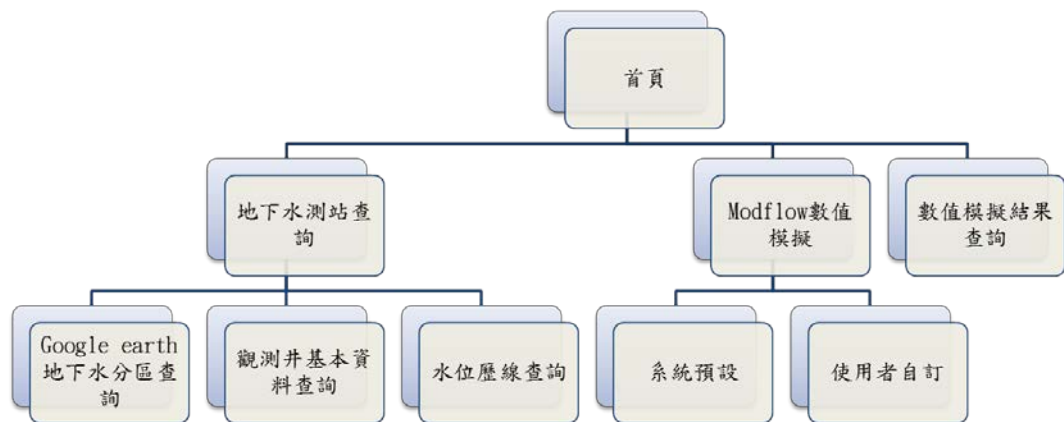 首頁
地下水測站查
詢
Modflow數值
模擬
數值模擬結果
查詢
Google earth
地下水分區查
詢
觀測井基本資
料查詢
水位歷線查詢
系統預設
使用者自訂